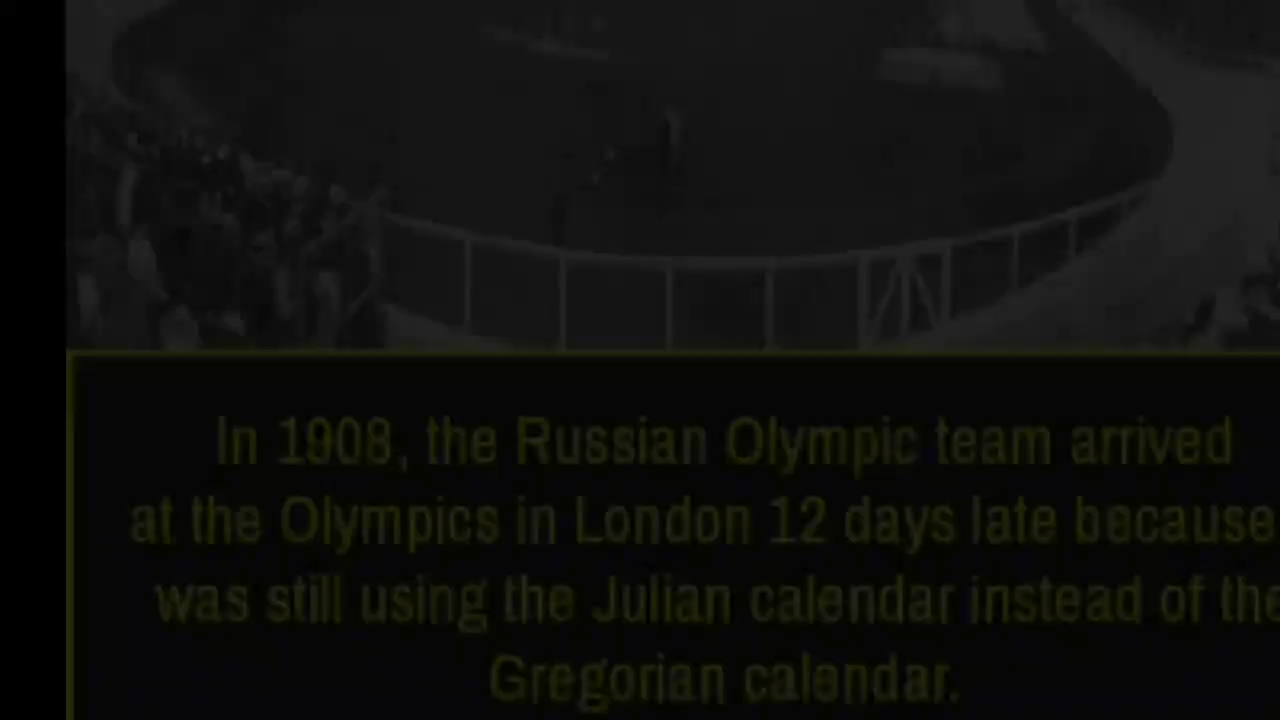 In 1908, the Russian Olympic team arrived
at the Olympics in London 12 days late because
was still using the Julian calendar instead of the
Gregorian calendar.